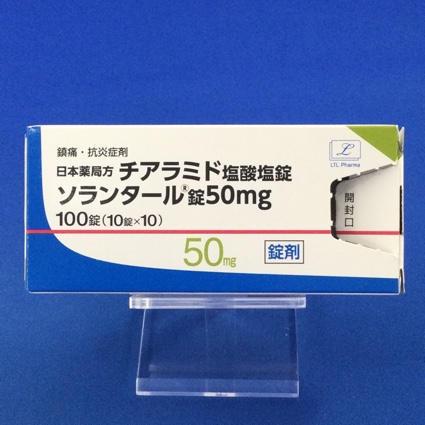 鎮痛・抗炎症剤
日本薬局方 チアラミド塩酸塩錠
ソランタール®錠50mg
100錠(10錠×10)
50mg
錠剤
L
LTL Pharma
開封口